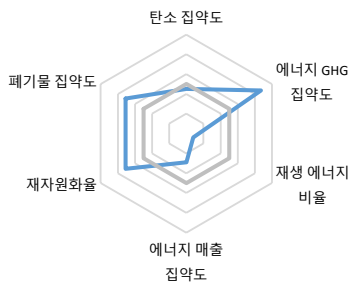 탄소 집약도
에너지 GHG
집약도
폐기물 집약도
재생 에너지
비율
재자원화율
에너지 매출
집약도